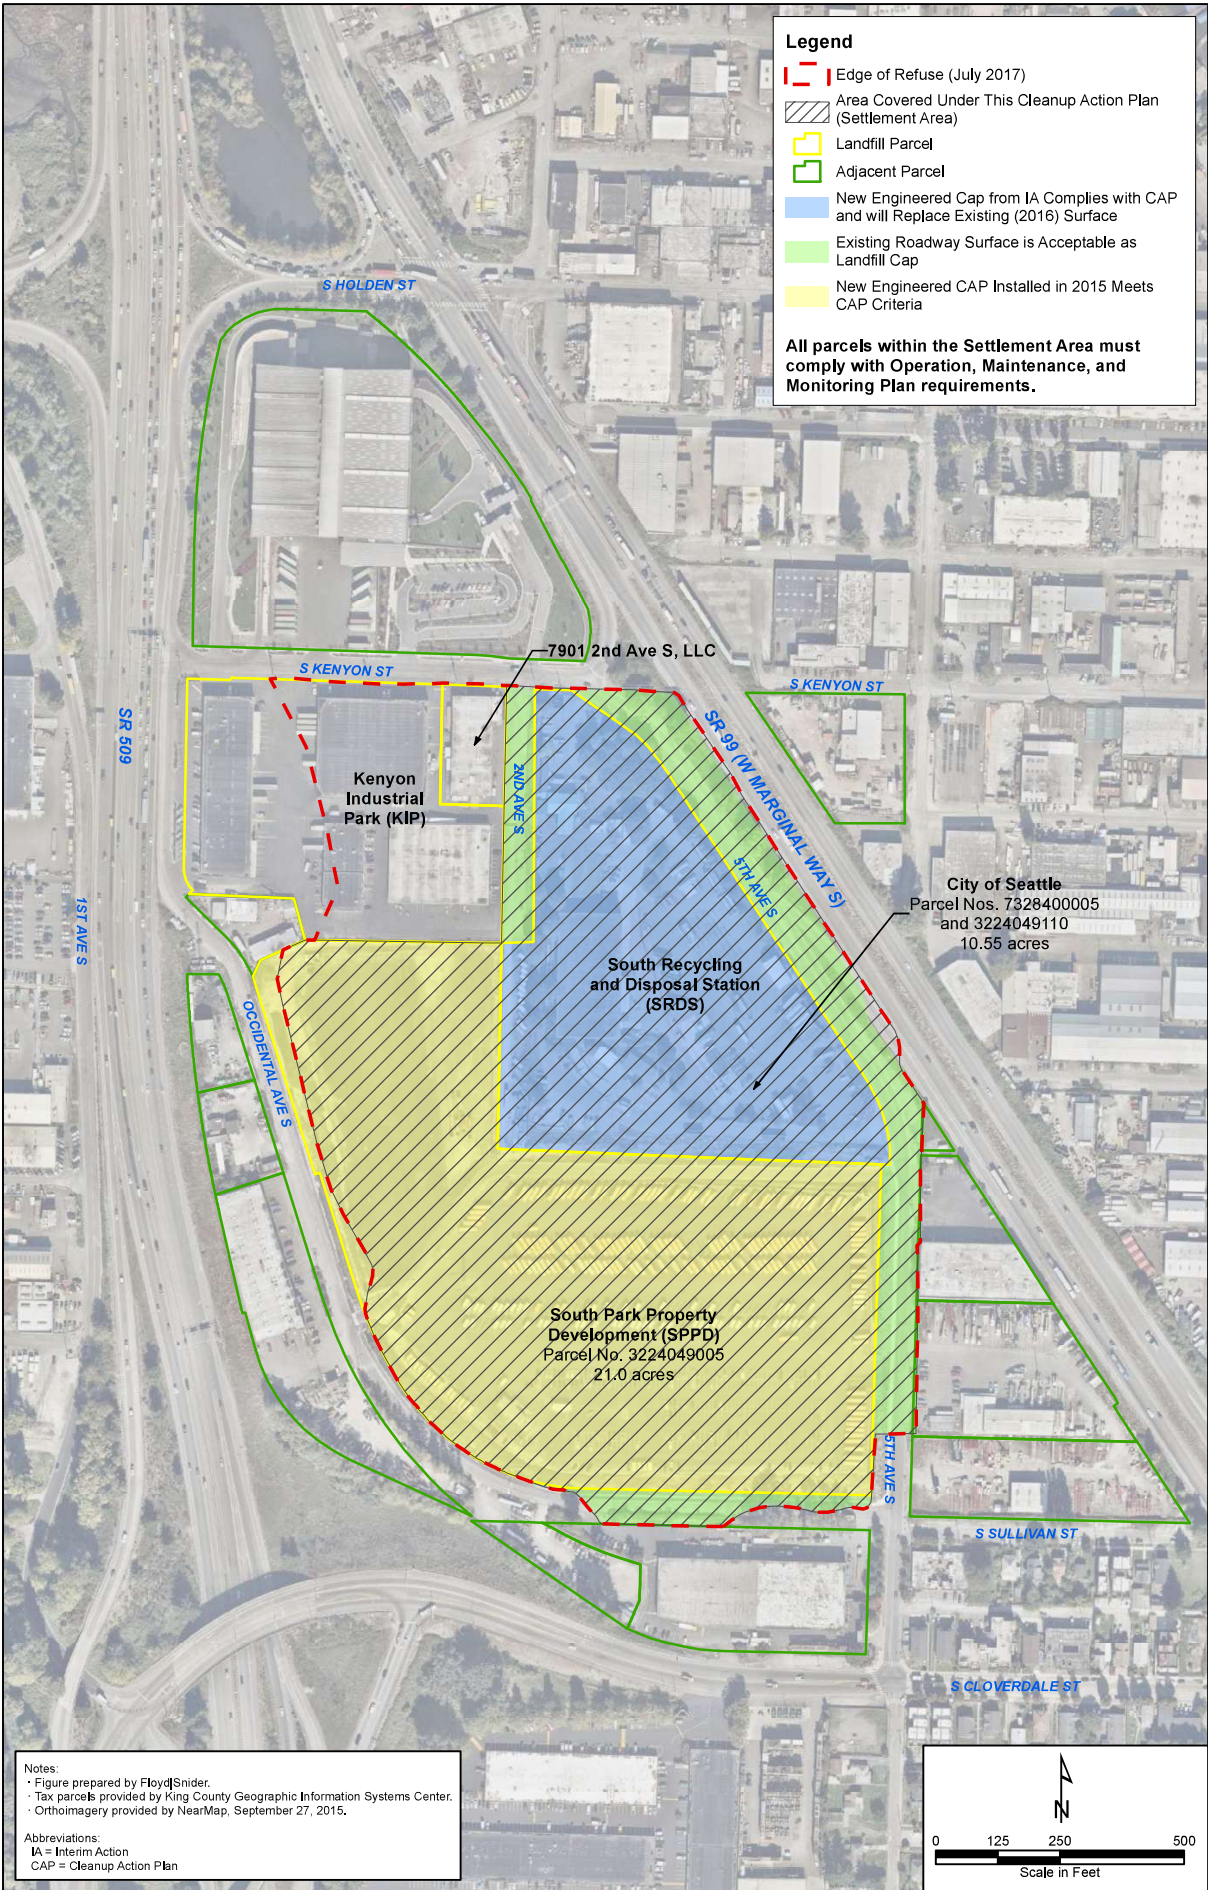 Legend
Edge of Refuse (July 2017)
Area Covered Under This Cleanup Action Plan
(Settlement Area)
Landfill Parcel
Adjacent Parcel
New Engineered Cap from IA Complies with CAP
and will Replace Existing (2016) Surface
Existing Roadway Surface is Acceptable as
Landfill Cap
New Engineered CAP Installed in 2015 Meets
CAP Criteria
All parcels within the Settlement Area must
comply with Operation, Maintenance, and
Monitoring Plan requirements.
S HOLDEN ST
7901 2nd Ave S, LLC
S KENYON ST
S KENYON ST
SR 509
SR 99 (W MARGINAL WAY S)
Kenyon
Industrial
Park (KIP)
2ND AVE S
5TH AVE S
City of Seattle
Parcel Nos. 7328400005
and 3224049110
10.55 acres
1ST AVE S
South Recycling
and Disposal Station
(SRDS)
OCCIDENTAL AVE S
South Park Property
Development (SPPD)
Parcel No. 3224049005
21.0 acres
5TH AVE S
S SULLIVAN ST
S CLOVERDALE ST
Notes:
· Figure prepared by Floyd|Snider.
· Tax parcels provided by King County Geographic Information Systems Center.
· Orthoimagery provided by NearMap, September 27, 2015.
Abbreviations:
IA = Interim Action
CAP = Cleanup Action Plan
N
0 125 250 500
Scale in Feet